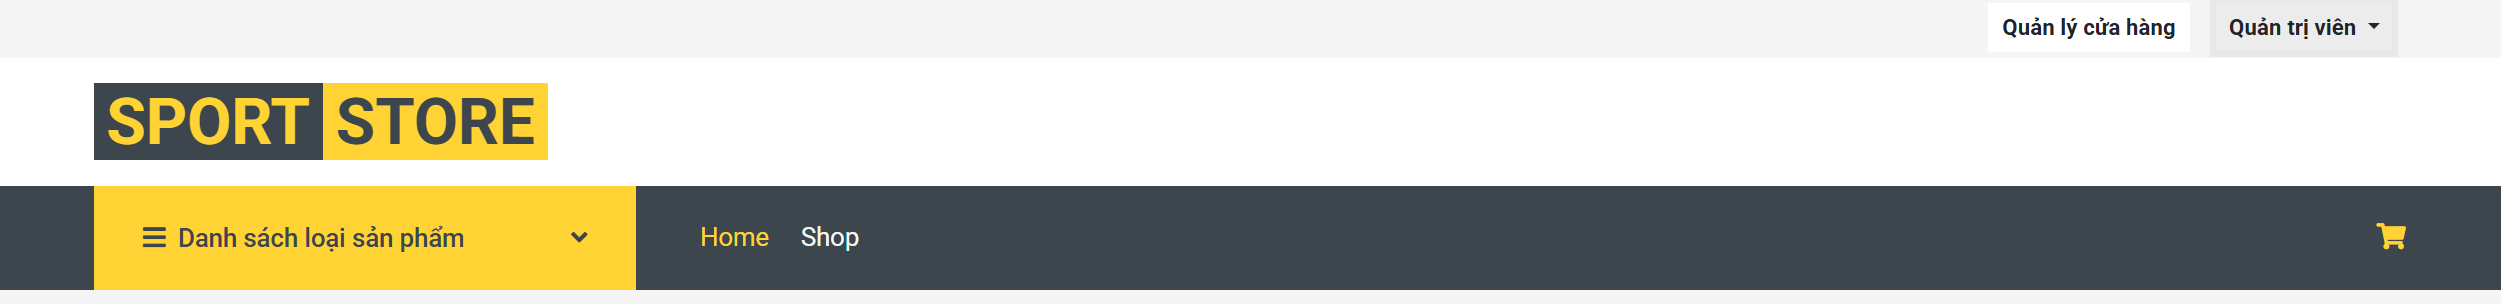 Quản lý cửa hàng Quản trị viên
SPORT STORE
Danh sách loại sản phẩm Home Shop